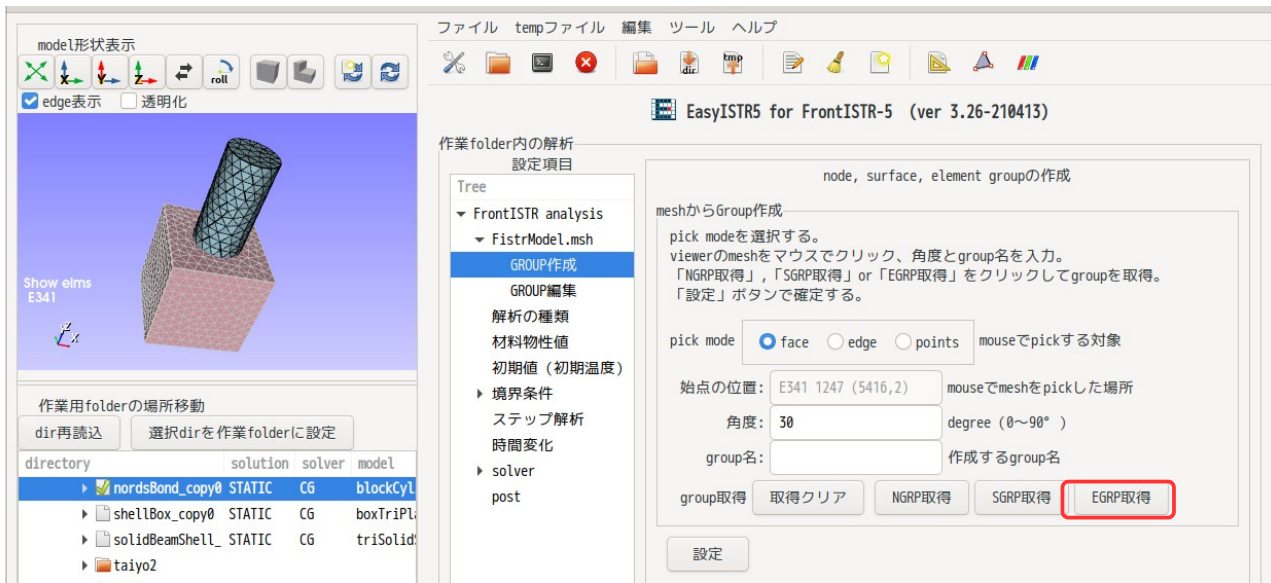 model形状表示
X
Y
Z
roll
edge表示 透明化
Show elms
E341
Z
X
作業用folderの場所移動
dir再読込 選択dirを作業folderに設定
directory solution solver model
nordsBond_copy0 STATIC CG blockCyl
shellBox_copy0 STATIC CG boxTriPl
solidBeamShell_ STATIC CG triSolid
taiyo2
ファイル tempファイル 編集 ツール ヘルプ
dir tmp
EasyISTR5 for FrontISTR-5 (ver 3.26-210413)
作業folder内の解析
設定項目
Tree
FrontISTR analysis
FistrModel.msh
GROUP作成
GROUP編集
解析の種類
材料物性値
初期値(初期温度)
境界条件
ステップ解析
時間変化
solver
post
node, surface, element groupの作成
meshからGroup作成
pick modeを選択する。
viewerのmeshをマウスでクリック、角度とgroup名を入力。
「NGRP取得」,「SGRP取得」or「EGRP取得」をクリックしてgroupを取得。
「設定」ボタンで確定する。
pick mode face edge points mouseでpickする対象
始点の位置: E341 1247 (5416,2) mouseでmeshをpickした場所
角度: 30 degree (0～90° )
group名: 作成するgroup名
group取得 取得クリア NGRP取得 SGRP取得 EGRP取得
設定